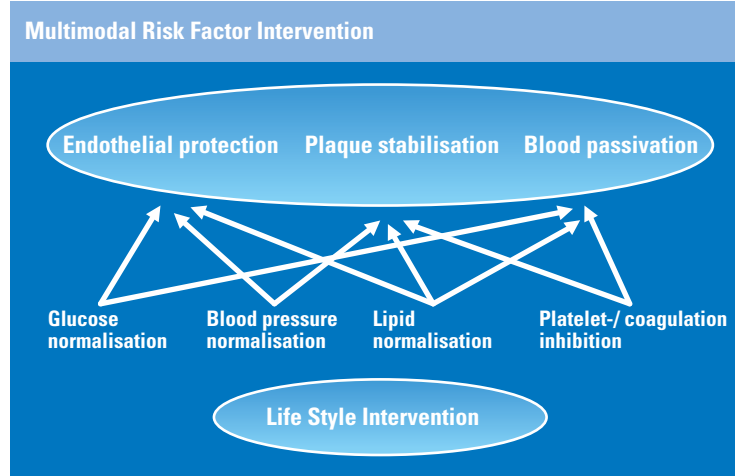 Multimodal Risk Factor Intervention
Endothelial protection Plaque stabilisation Blood passivation
Glucose
normalisation
Blood pressure
normalisation
Lipid
normalisation
Platelet-/ coagulation
inhibition
Life Style Intervention